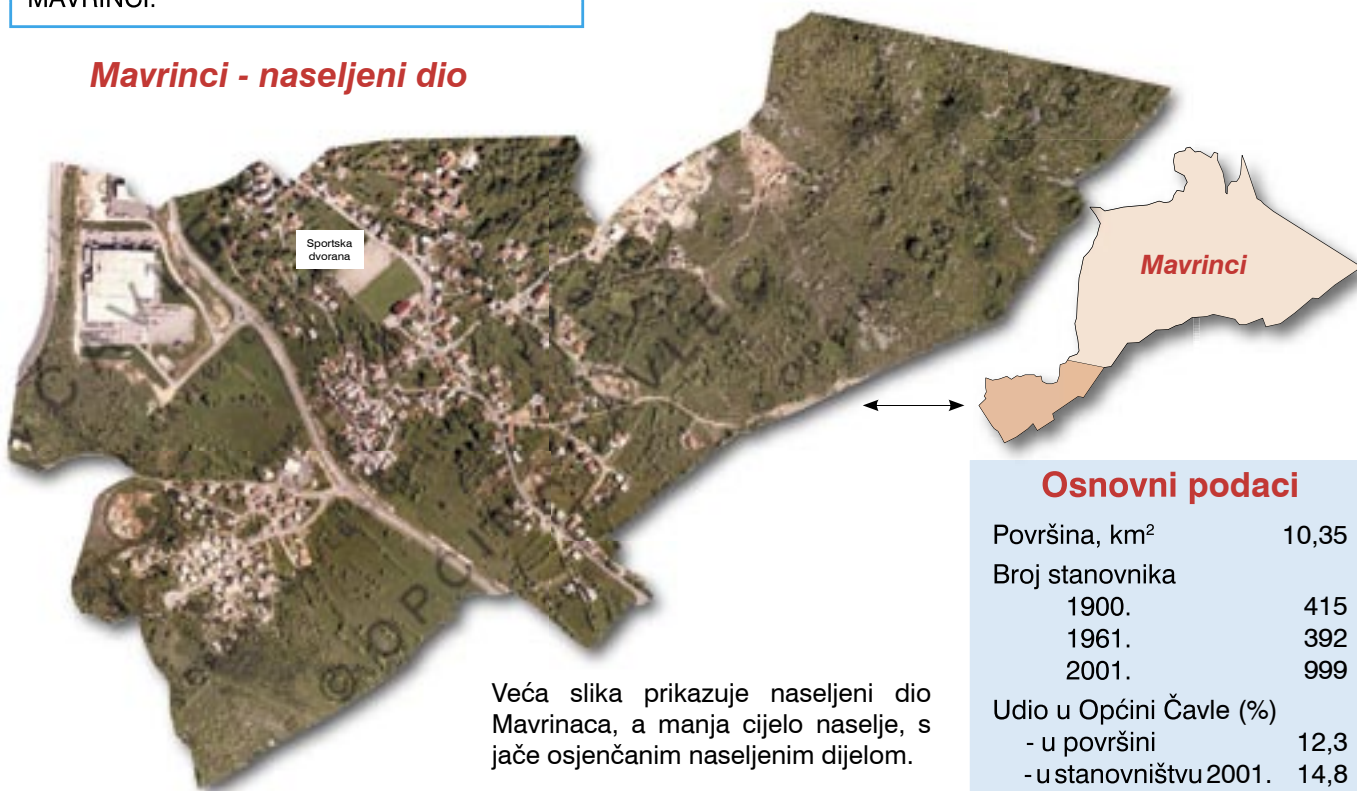 MAVRINCI.
Mavrinci - naseljeni dio
Sportska
dvorana
Mavrinci
Veća slika prikazuje naseljeni dio
Mavrinaca, a manja cijelo naselje, s
jače osjenčanim naseljenim dijelom.
Osnovni podaci
Površina, km² 10,35
Broj stanovnika
1900. 415
1961. 392
2001. 999
Udio u Općini Čavle (%)
- u površini 12,3
- u stanovništvu 2001. 14,8